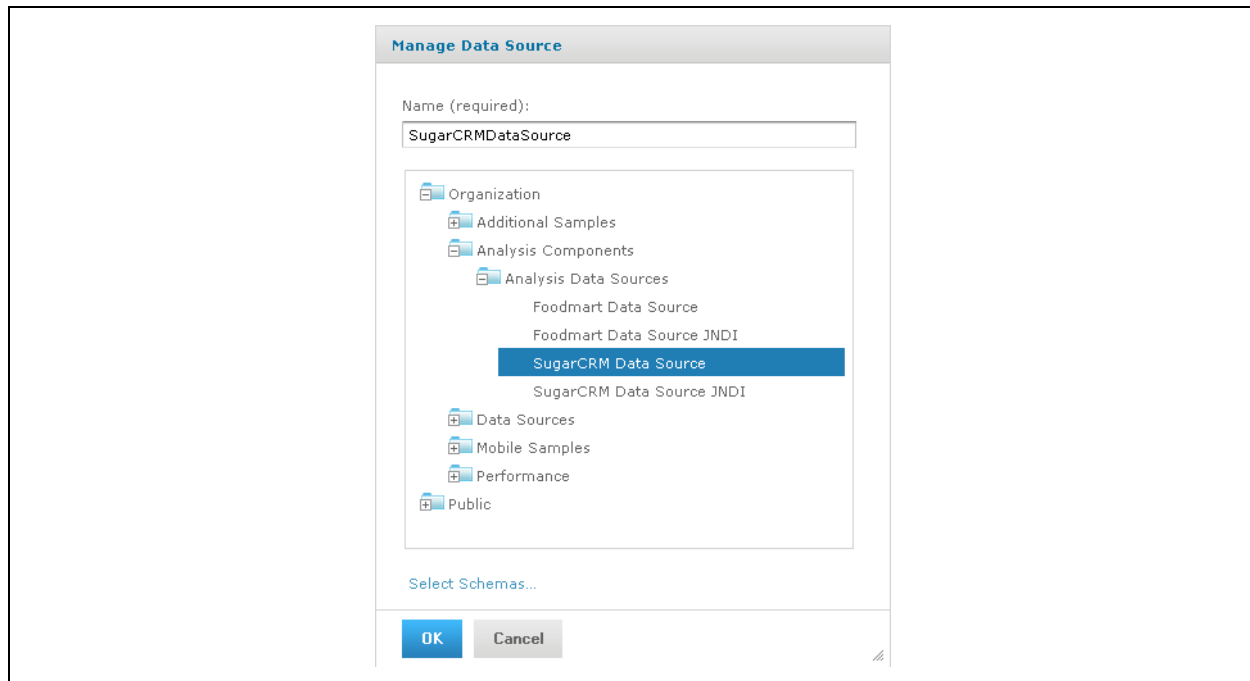 Manage Data Source
Name (required):
SugarCRMDataSource
Organization
Additional Samples
Analysis Components
Analysis Data Sources
Foodmart Data Source
Foodmart Data Source JNDI
SugarCRM Data Source
SugarCRM Data Source JNDI
Data Sources
Mobile Samples
Performance
Public
Select Schemas...
OK Cancel